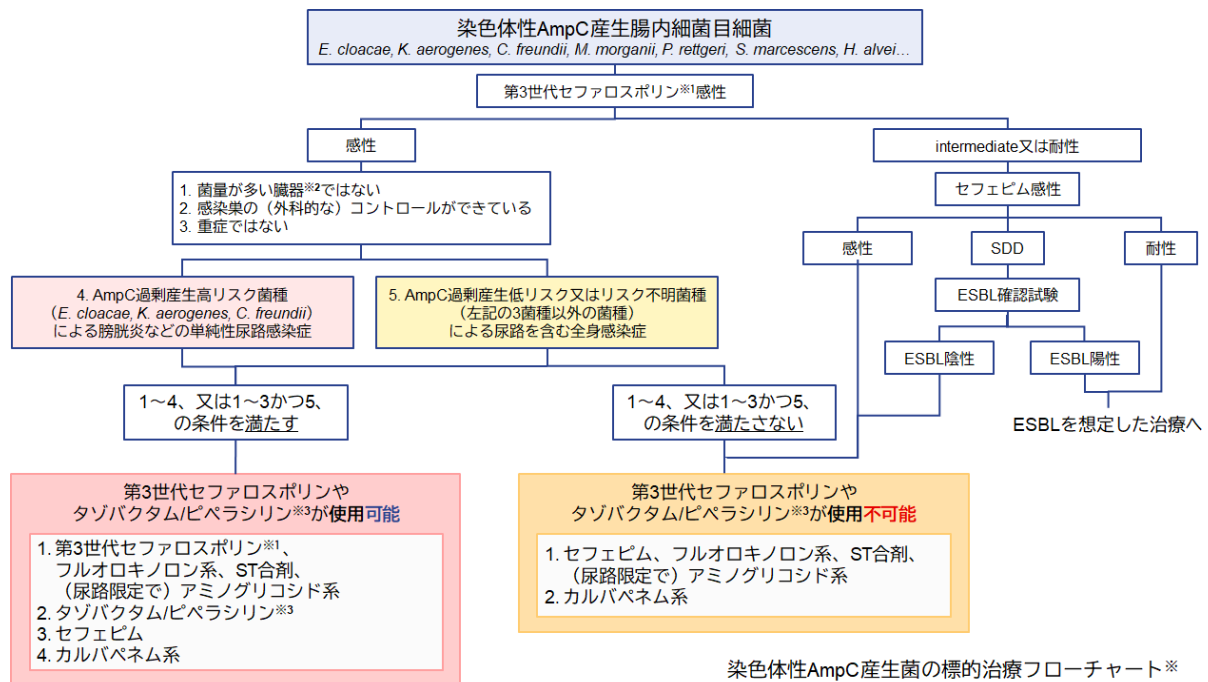 染色体性AmpC産生腸内細菌目細菌
E. cloacae, K. aerogenes, C. freundii, M. morganii, P. rettgeri, S. marcescens, H. alvei…
第3世代セファロスポリン※1感性
感性
intermediate又は耐性
1. 菌量が多い臓器※2ではない
2. 感染巣の（外科的な）コントロールができている
3. 重症ではない
セフェピム感性
感性
SDD
耐性
4. AmpC過剰産生高リスク菌種
（E. cloacae, K. aerogenes, C. freundii）
による膀胱炎などの単純性尿路感染症
5. AmpC過剰産生低リスク又はリスク不明菌種
（左記の3菌種以外の菌種）
による尿路を含む全身感染症
ESBL確認試験
ESBL陰性
ESBL陽性
1～4、又は1～3かつ5、
の条件を満たす
1～4、又は1～3かつ5、
の条件を満たさない
ESBLを想定した治療へ
第3世代セファロスポリンや
タゾバクタム/ピペラシリン※3が使用可能
1. 第3世代セファロスポリン※1、
フルオロキノロン系、ST合剤、
（尿路限定で）アミノグリコシド系
2. タゾバクタム/ピペラシリン※3
3. セフェピム
4. カルバペネム系
第3世代セファロスポリンや
タゾバクタム/ピペラシリン※3が使用不可能
1. セフェピム、フルオロキノロン系、ST合剤、
（尿路限定で）アミノグリコシド系
2. カルバペネム系
染色体性AmpC産生菌の標的治療フローチャート※